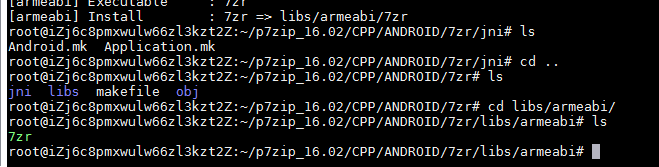 [armeabi] Executable     : 7zr
[armeabi] Install        : 7zr => libs/armeabi/7zr
root@iZj6c8pmxwulw66zl3kzt2Z:~/p7zip_16.02/CPP/ANDROID/7zr/jni# ls
Android.mk  Application.mk
root@iZj6c8pmxwulw66zl3kzt2Z:~/p7zip_16.02/CPP/ANDROID/7zr/jni# cd ..
root@iZj6c8pmxwulw66zl3kzt2Z:~/p7zip_16.02/CPP/ANDROID/7zr# ls
jni  libs  makefile  obj
root@iZj6c8pmxwulw66zl3kzt2Z:~/p7zip_16.02/CPP/ANDROID/7zr# cd libs/armeabi/
root@iZj6c8pmxwulw66zl3kzt2Z:~/p7zip_16.02/CPP/ANDROID/7zr/libs/armeabi# ls
7zr
root@iZj6c8pmxwulw66zl3kzt2Z:~/p7zip_16.02/CPP/ANDROID/7zr/libs/armeabi#